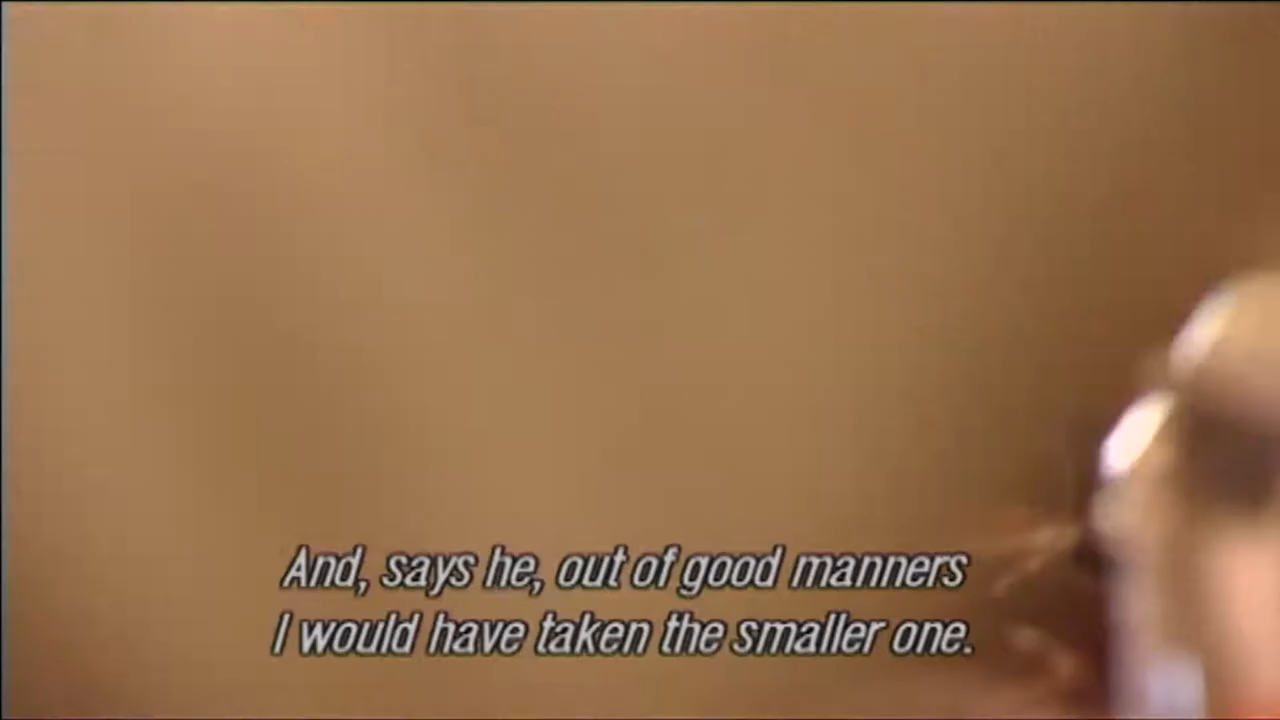 And, says he, out of good manners
I would have taken the smaller one.